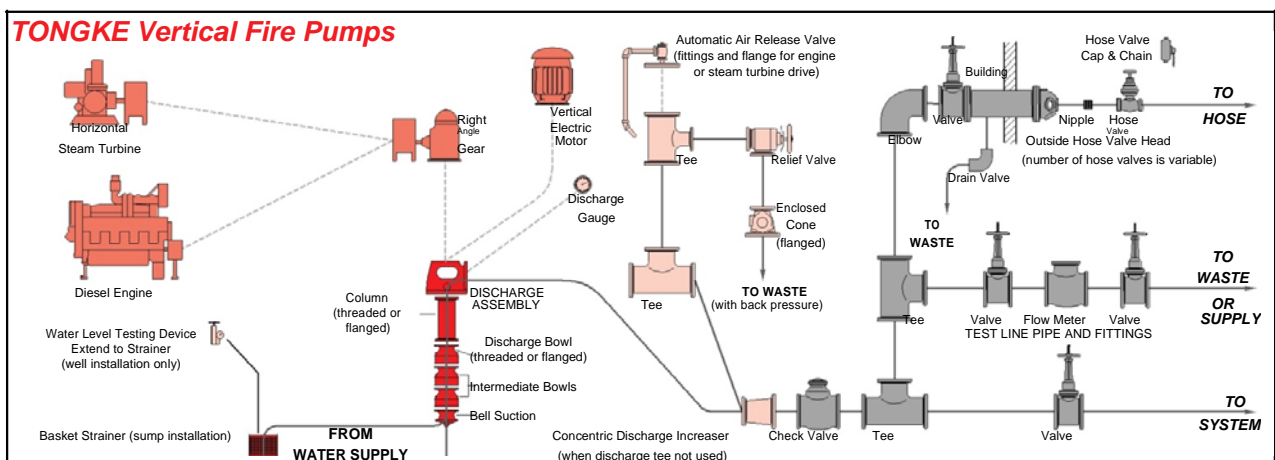 TONGKE Vertical Fire Pumps
Horizontal
Steam Turbine
Right
Angle
Gear
Vertical
Electric
Motor
Discharge
Gauge
Diesel Engine
Automatic Air Release Valve
(fittings and flange for engine
or steam turbine drive)
Tee
Relief Valve
Enclosed
Cone
(flanged)
TO WASTE
(with back pressure)
Tee
Building
Hose Valve
Cap & Chain
Elbow
Valve
Nipple
Hose
Valve
TO
HOSE
Outside Hose Valve Head
(number of hose valves is variable)
Drain Valve
TO
WASTE
Tee
Valve
Flow Meter
Valve
TEST LINE PIPE AND FITTINGS
TO
WASTE
OR
SUPPLY
DISCHARGE
ASSEMBLY
Column
(threaded or
flanged)
Water Level Testing Device
Extend to Strainer
(well installation only)
Discharge Bowl
(threaded or flanged)
Intermediate Bowls
Bell Suction
Basket Strainer (sump installation)
FROM
WATER SUPPLY
Concentric Discharge Increaser
(when discharge tee not used)
Check Valve
Tee
Valve
TO
SYSTEM